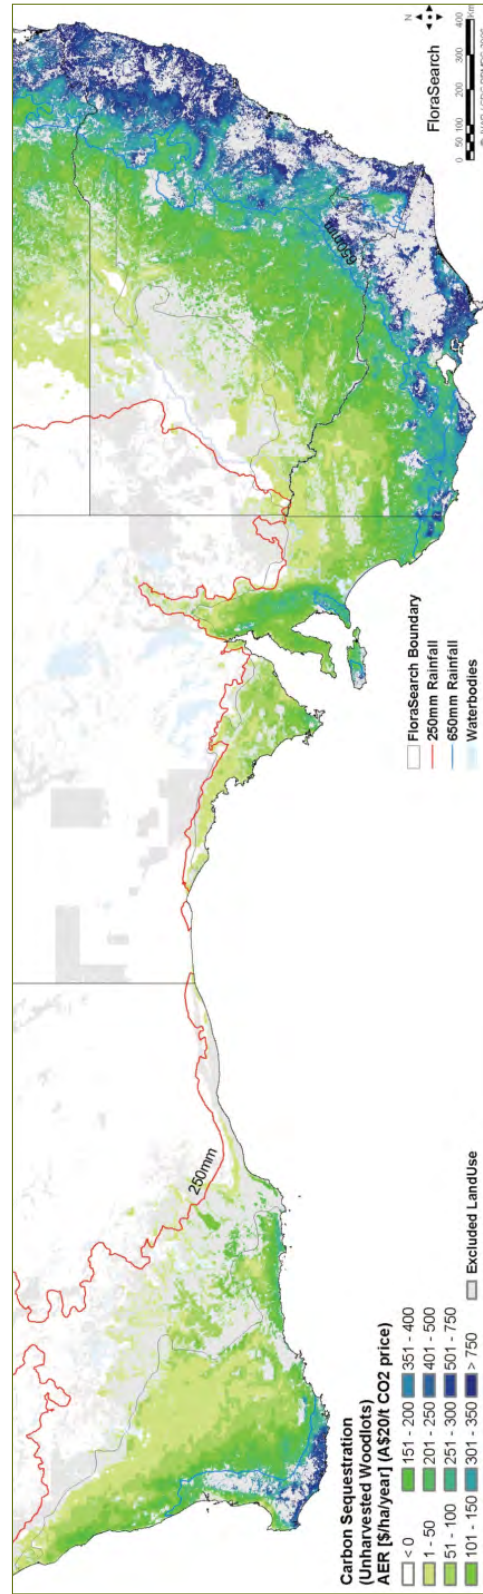 250mm
650mm
Carbon Sequestration
(Unharvested Woodlots)
AER [$/ha/year] (A$20/t CO2 price)
< 0
1 - 50
51 - 100
101 - 150
151 - 200
201 - 250
251 - 300
301 - 350
351 - 400
401 - 500
501 - 750
> 750
Excluded LandUse
FloraSearch Boundary
250mm Rainfall
650mm Rainfall
Waterbodies
N
FloraSearch
0 50 100 200 300 400
Km